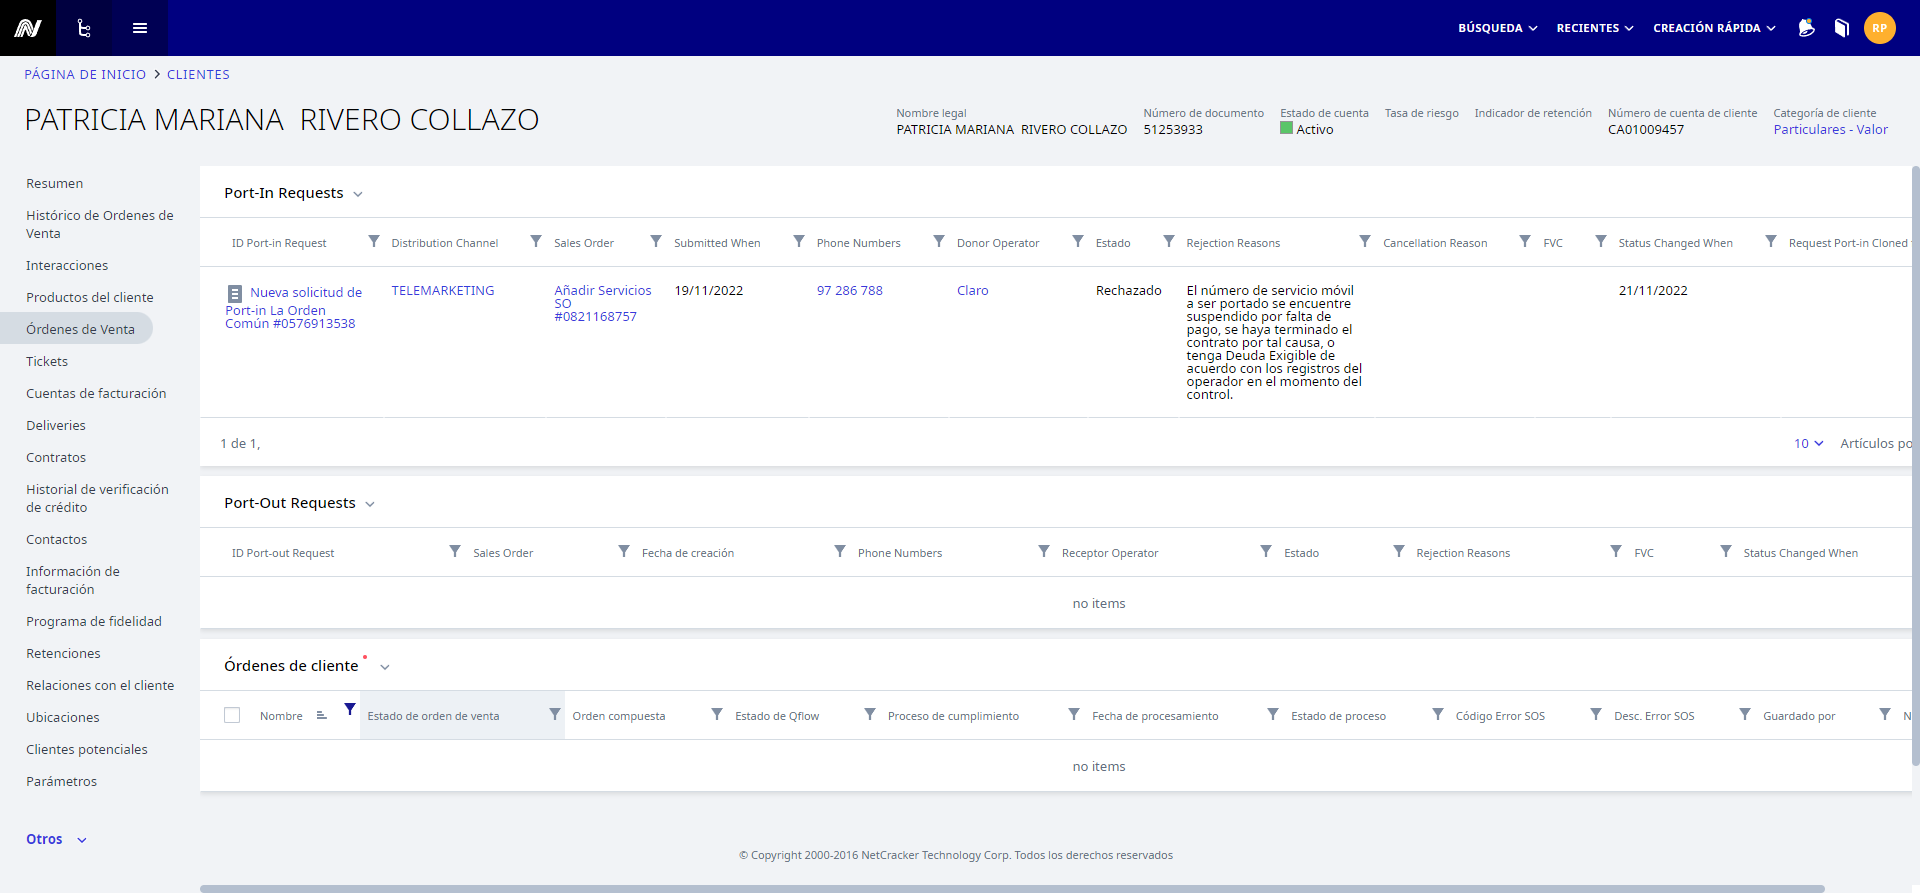 BÚSQUEDA RECIENTES CREACIÓN RÁPIDA RP
PÁGINA DE INICIO > CLIENTES
PATRICIA MARIANA  RIVERO COLLAZO
Nombre legal
PATRICIA MARIANA  RIVERO COLLAZO
Número de documento
51253933
Estado de cuenta
Activo
Tasa de riesgo
Indicador de retención
Número de cuenta de cliente
CA01009457
Categoría de cliente
Particulares - Valor
Resumen
Histórico de Ordenes de
Venta
Interacciones
Productos del cliente
Órdenes de Venta
Tickets
Cuentas de facturación
Deliveries
Contratos
Historial de verificación
de crédito
Contactos
Información de
facturación
Programa de fidelidad
Retenciones
Relaciones con el cliente
Ubicaciones
Clientes potenciales
Parámetros
Otros
Port-In Requests
ID Port-in Request Distribution Channel Sales Order Submitted When Phone Numbers Donor Operator Estado Rejection Reasons Cancellation Reason FVC Status Changed When Request Port-in Cloned
Nueva solicitud de
Port-in La Orden
Común #0576913538
TELEMARKETING
Añadir Servicios
SO
#0821168757
19/11/2022
97 286 788
Claro
Rechazado
El número de servicio móvil
a ser portado se encuentre
suspendido por falta de
pago, se haya terminado el
contrato por tal causa, o
tenga Deuda Exigible de
acuerdo con los registros del
operador en el momento del
control.
21/11/2022
1 de 1,
10 Artículos po
Port-Out Requests
ID Port-out Request Sales Order Fecha de creación Phone Numbers Receptor Operator Estado Rejection Reasons FVC Status Changed When
no items
Órdenes de cliente
Nombre Estado de orden de venta Orden compuesta Estado de Qflow Proceso de cumplimiento Fecha de procesamiento Estado de proceso Código Error SOS Desc. Error SOS Guardado por N
no items
© Copyright 2000-2016 NetCracker Technology Corp. Todos los derechos reservados